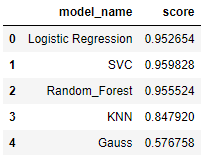 model_name score
0 Logistic Regression 0.952654
1 SVC 0.959828
2 Random_Forest 0.955524
3 KNN 0.847920
4 Gauss 0.576758